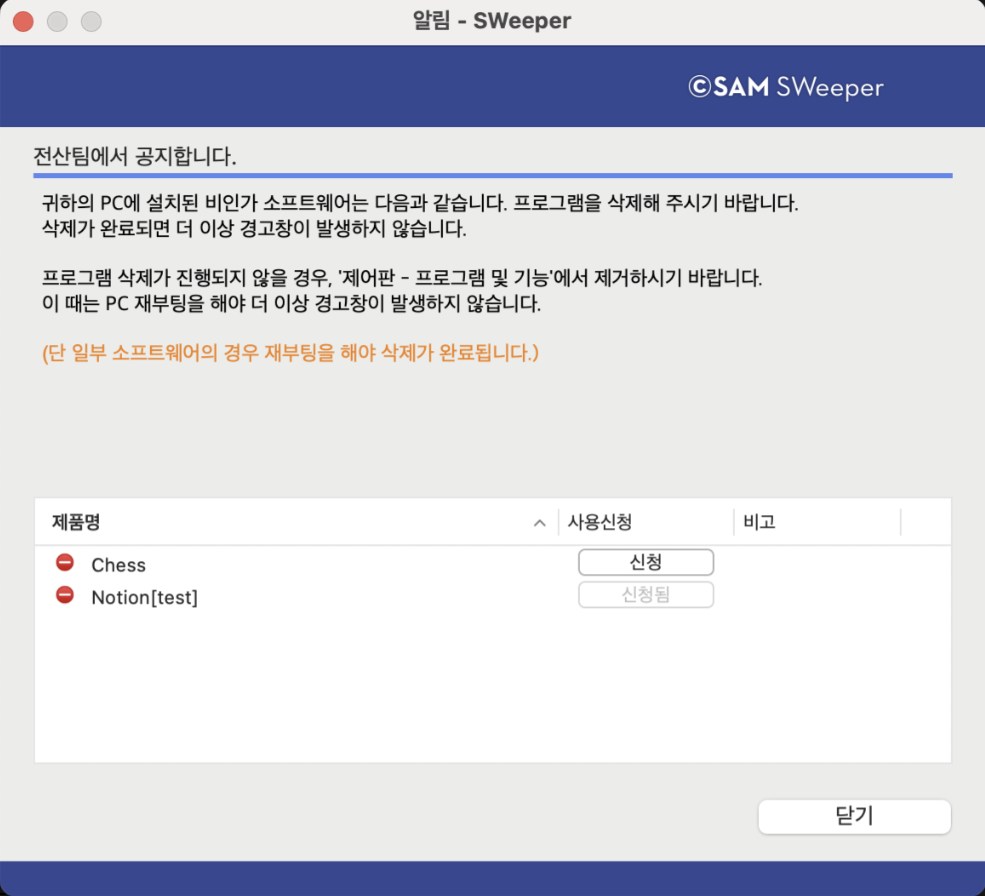 알림 - SWeeper
©SAM SWeeper
전산팀에서 공지합니다.
귀하의 PC에 설치된 비인가 소프트웨어는 다음과 같습니다. 프로그램을 삭제해 주시기 바랍니다.
삭제가 완료되면 더 이상 경고창이 발생하지 않습니다.
프로그램 삭제가 진행되지 않을 경우, '제어판 - 프로그램 및 기능'에서 제거하시기 바랍니다.
이 때는 PC 재부팅을 해야 더 이상 경고창이 발생하지 않습니다.
(단 일부 소프트웨어의 경우 재부팅을 해야 삭제가 완료됩니다.)
제품명 사용신청 비고
Chess 신청
Notion[test] 신청됨
닫기